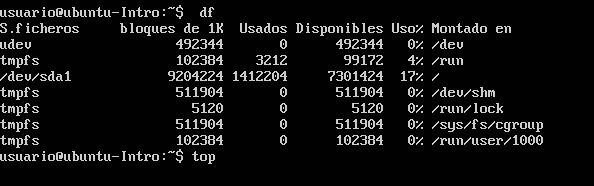 usuario@ubuntu-Intro:~$  df
S.ficheros     bloques de 1K  Usados Disponibles Uso% Montado en
udev                  492344       0      492344   0% /dev
tmpfs                 102384    3212       99172   4% /run
/dev/sda1            9204224 1412204     7301424  17% /
tmpfs                 511904       0      511904   0% /dev/shm
tmpfs                   5120       0        5120   0% /run/lock
tmpfs                 511904       0      511904   0% /sys/fs/cgroup
tmpfs                 102384       0      102384   0% /run/user/1000
usuario@ubuntu-Intro:~$ top